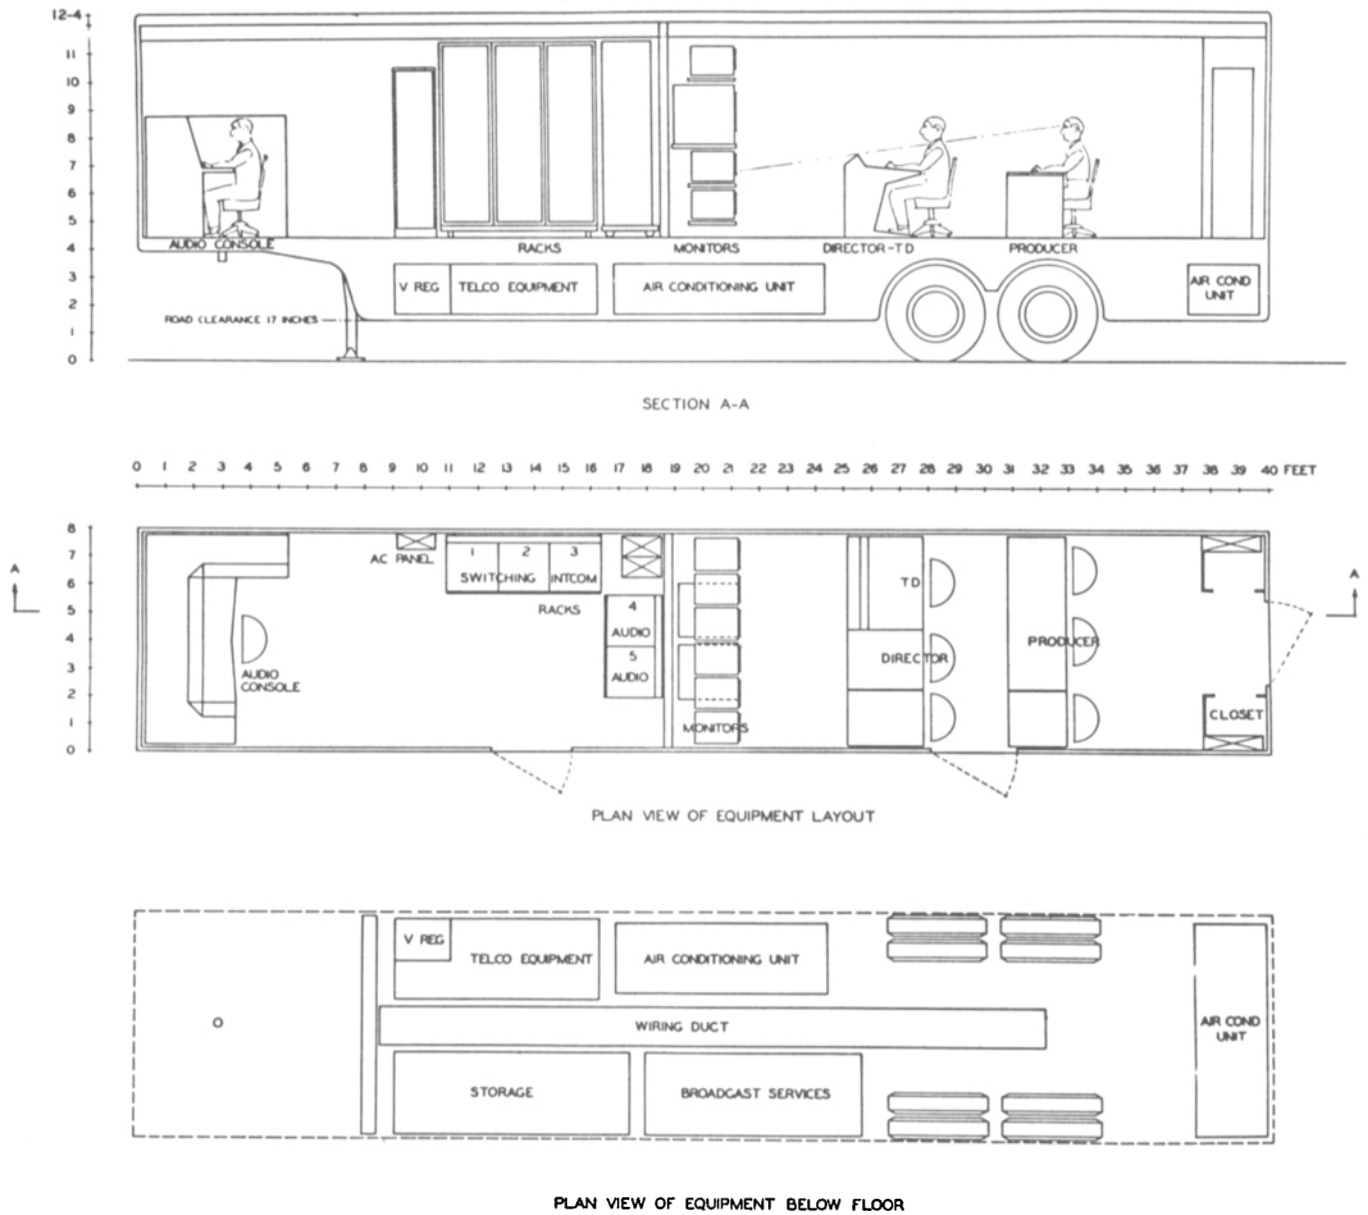 12-4
11
10
9
8
7
6
5
4
3
2
1
0
AUDIO CONSOLE
RACKS
MONITORS
DIRECTOR-TD
PRODUCER
V REG
TELCO EQUIPMENT
AIR CONDITIONING UNIT
AIR COND
UNIT
ROAD CLEARANCE 17 INCHES
SECTION A-A
0 1 2 3 4 5 6 7 8 9 10 11 12 13 14 15 16 17 18 19 20 21 22 23 24 25 26 27 28 29 30 31 32 33 34 35 36 37 38 39 40 FEET
8
7
6
5
4
3
2
1
0
A
A
AC PANEL
1 2 3
SWITCHING INTCOM
RACKS
4
AUDIO
5
AUDIO
AUDIO
CONSOLE
MONITORS
TD
DIRECTOR
PRODUCER
CLOSET
PLAN VIEW OF EQUIPMENT LAYOUT
V REG
TELCO EQUIPMENT
AIR CONDITIONING UNIT
WIRING DUCT
AIR COND
UNIT
STORAGE
BROADCAST SERVICES
PLAN VIEW OF EQUIPMENT BELOW FLOOR